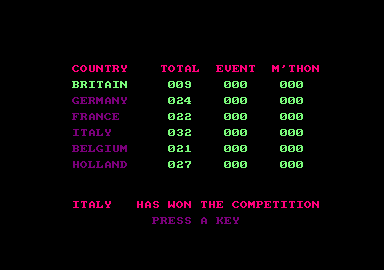 COUNTRY TOTAL EVENT M'THON
BRITAIN 009 000 000
GERMANY 024 000 000
FRANCE 022 000 000
ITALY 032 000 000
BELGIUM 021 000 000
HOLLAND 027 000 000
ITALY HAS WON THE COMPETITION
PRESS A KEY